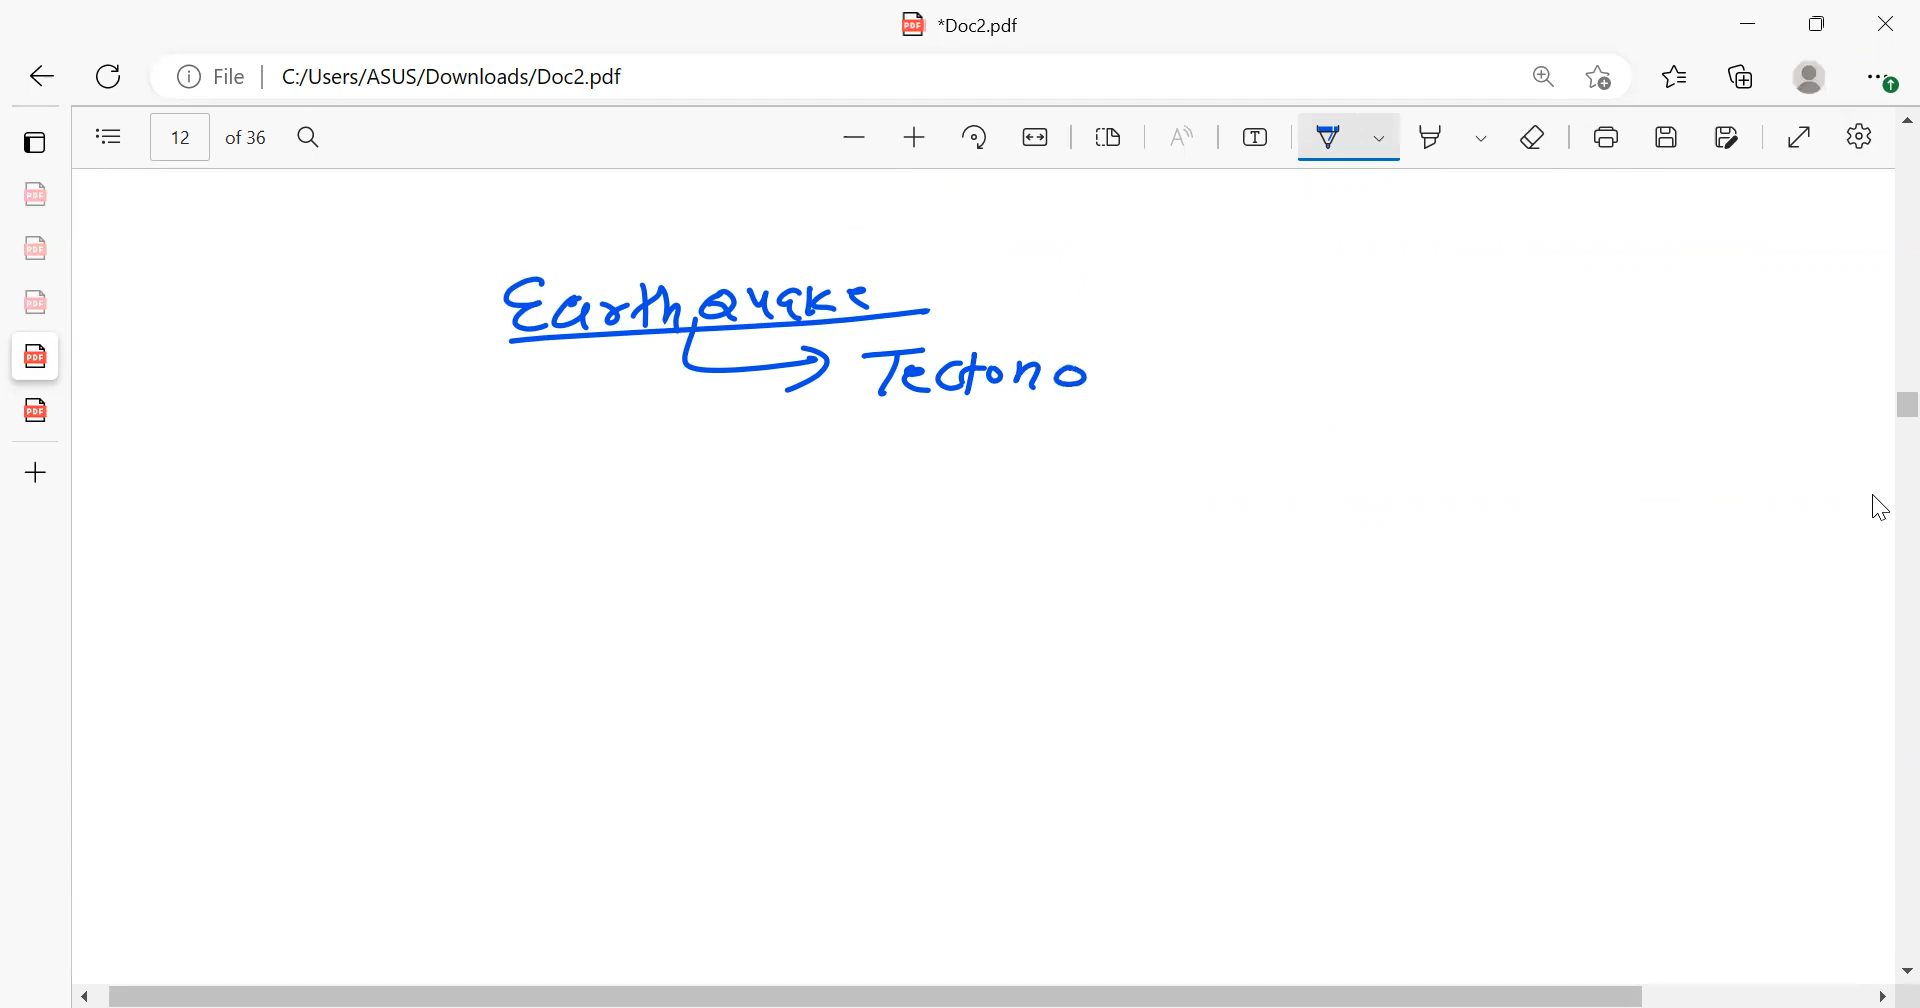 *Doc2.pdf
File C:/Users/ASUS/Downloads/Doc2.pdf
12 of 36
Earthquake
Tectono